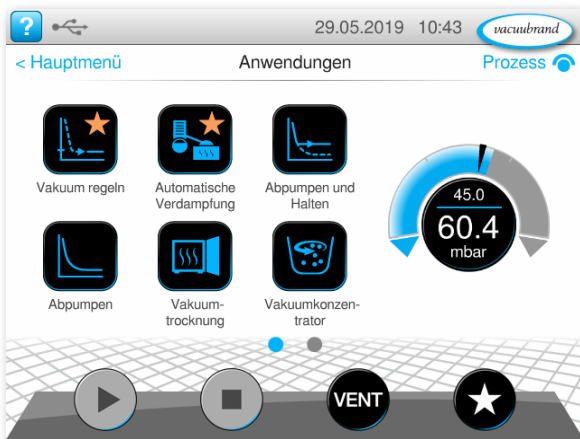 ?
29.05.2019 10:43
vacuubrand
< Hauptmenü
Anwendungen
Prozess
Vakuum regeln
Automatische
Verdampfung
Abpumpen und
Halten
45.0
60.4
mbar
Abpumpen
Vakuum-
trocknung
Vakuumkonzen-
trator
VENT